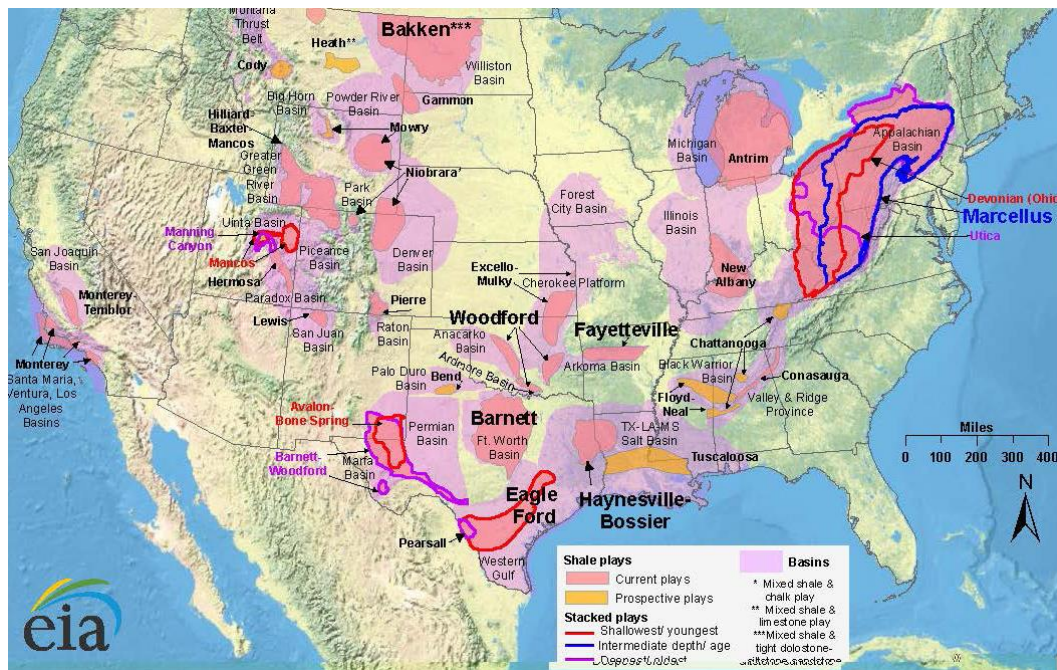 Montana
Thrust
Belt
Bakken***
Heath**
Cody
Williston
Basin
Big Horn
Basin
Powder River
Basin
Gammon
Hilliard-
Baxter-
Mancos
Mowry
Greater
Green
River
Basin
Park
Basin
Niobrara*
Michigan
Basin
Antrim
Appalachian
Basin
Devonian (Ohio
Marcellus
Utica
Forest
City Basin
Illinois
Basin
Uinta Basin
Manning
Canyon
Mancos
Piceance
Basin
Denver
Basin
San Joaquin
Basin
Hermosa
Paradox Basin
Monterey-
Temblor
Excello-
Mulky
Cherokee Platform
New
Albany
Lewis
San Juan
Basin
Pierre
Raton
Basin
Woodford
Anacarko
Basin
Fayetteville
Arkoma Basin
Ardmore Basin
Chattanooga
Black Warrior
Basin
Conasauga
Valley & Ridge
Province
Floyd-
Neal
Monterey
Santa Maria,
Ventura, Los
Angeles
Basins
Palo Duro
Basin
Bend
Avalon-
Bone Spring
Permian
Basin
Barnett
Ft. Worth
Basin
TX-LA-MS
Salt Basin
Tuscaloosa
Barnett-
Woodford
Marfa
Basin
Eagle
Ford
Haynesville-
Bossier
Pearsall
Western
Gulf
Miles
0 100 200 300 400
N
Shale plays
Current plays
Prospective plays
Stacked plays
Shallowest/ youngest
Intermediate depth/ age
Deepest/ oldest
Basins
* Mixed shale &
chalk play
** Mixed shale &
limestone play
***Mixed shale &
tight dolostone-
siltstone-sandstone
eia